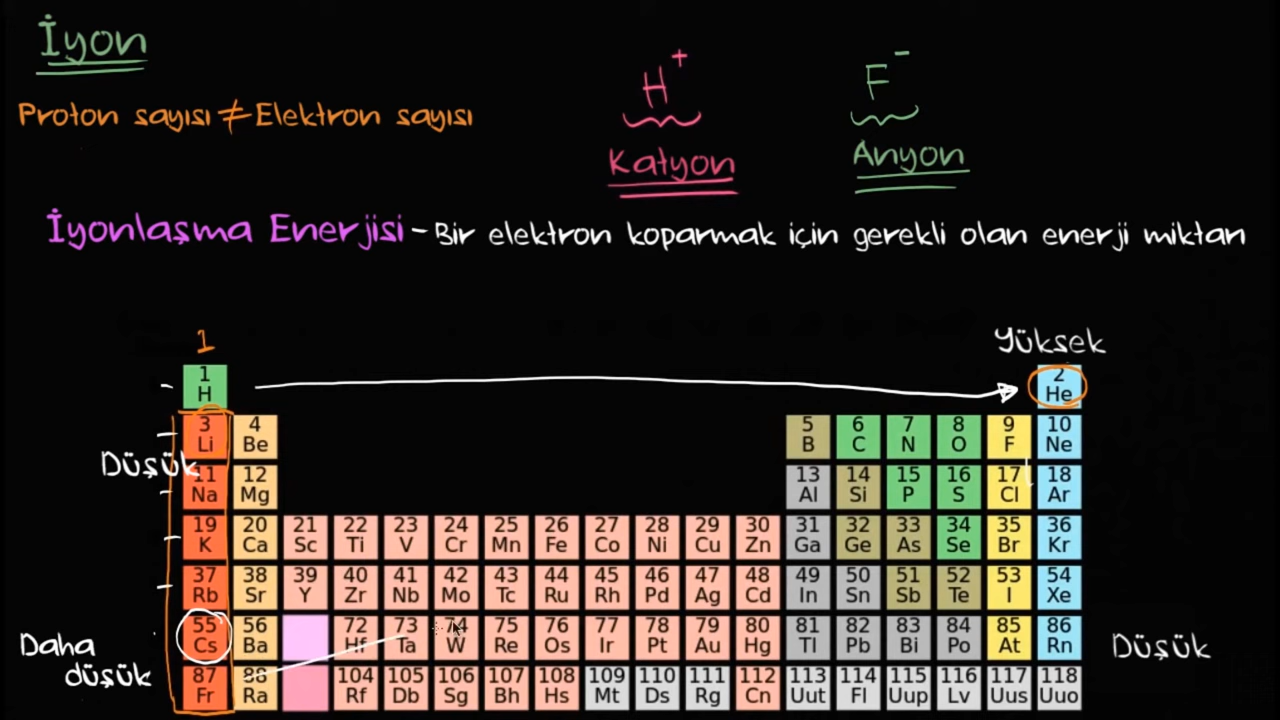 İyon
Proton sayısı ≠ Elektron sayısı
H⁺
F⁻
Katyon
Anyon
İyonlaşma Enerjisi - Bir elektron koparmak için gerekli olan enerji miktarı
1
Yüksek
1 2
H He
3 4 5 6 7 8 9 10
Li Be B C N O F Ne
Düşük
11 12 13 14 15 16 17 18
Na Mg Al Si P S Cl Ar
19 20 21 22 23 24 25 26 27 28 29 30 31 32 33 34 35 36
K Ca Sc Ti V Cr Mn Fe Co Ni Cu Zn Ga Ge As Se Br Kr
37 38 39 40 41 42 43 44 45 46 47 48 49 50 51 52 53 54
Rb Sr Y Zr Nb Mo Tc Ru Rh Pd Ag Cd In Sn Sb Te I Xe
55 56 72 73 74 75 76 77 78 79 80 81 82 83 84 85 86
Cs Ba Hf Ta W Re Os Ir Pt Au Hg Tl Pb Bi Po At Rn
Daha
düşük
Düşük
87 88 104 105 106 107 108 109 110 111 112 113 114 115 116 117 118
Fr Ra Rf Db Sg Bh Hs Mt Ds Rg Cn Uut Fl Uup Lv Uus Uuo